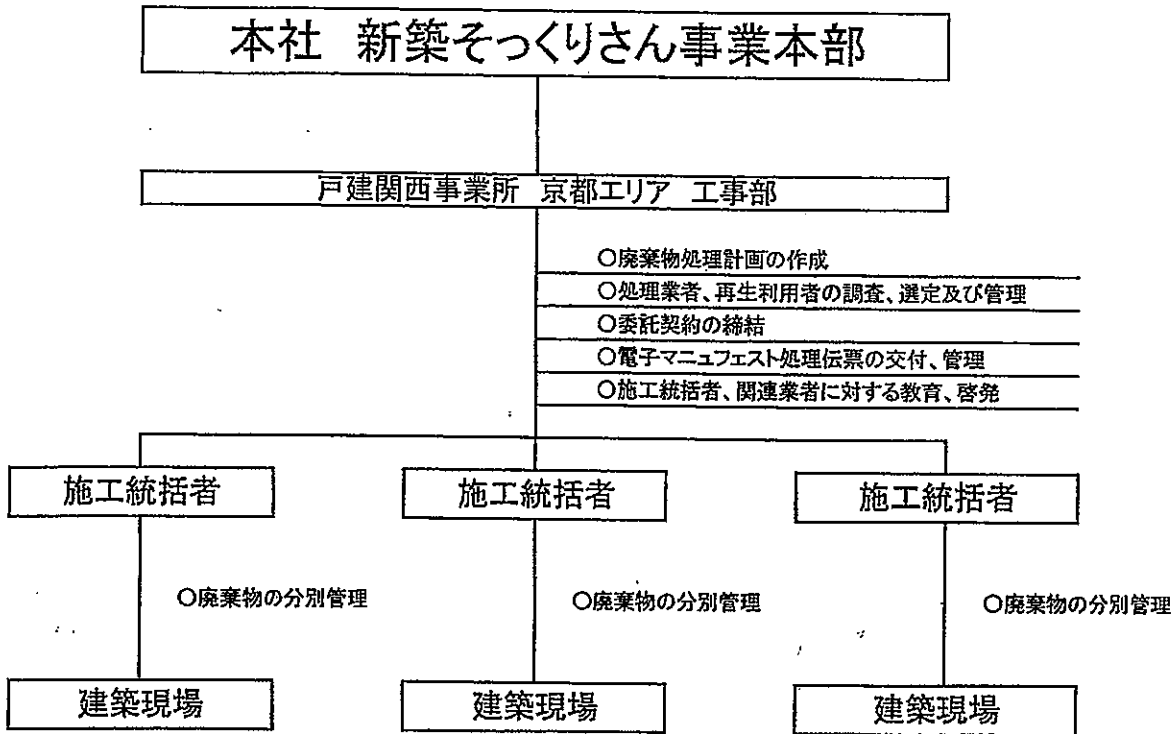 本社 新築そっくりさん事業本部
戸建関西事業所 京都エリア 工事部
○廃棄物処理計画の作成
○処理業者、再生利用者の調査、選定及び管理
○委託契約の締結
○電子マニュフェスト処理伝票の交付、管理
○施工統括者、関連業者に対する教育、啓発
施工統括者 施工統括者 施工統括者
○廃棄物の分別管理 ○廃棄物の分別管理 ○廃棄物の分別管理
建築現場 建築現場 建築現場